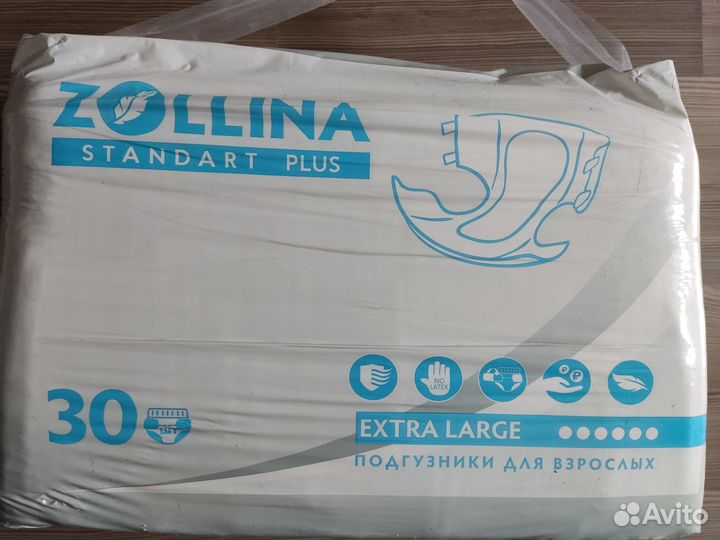 ZOLLINA
STANDART PLUS
NO
LATEX
30
EXTRA LARGE
ПОДГУЗНИКИ ДЛЯ ВЗРОСЛЫХ
Avito